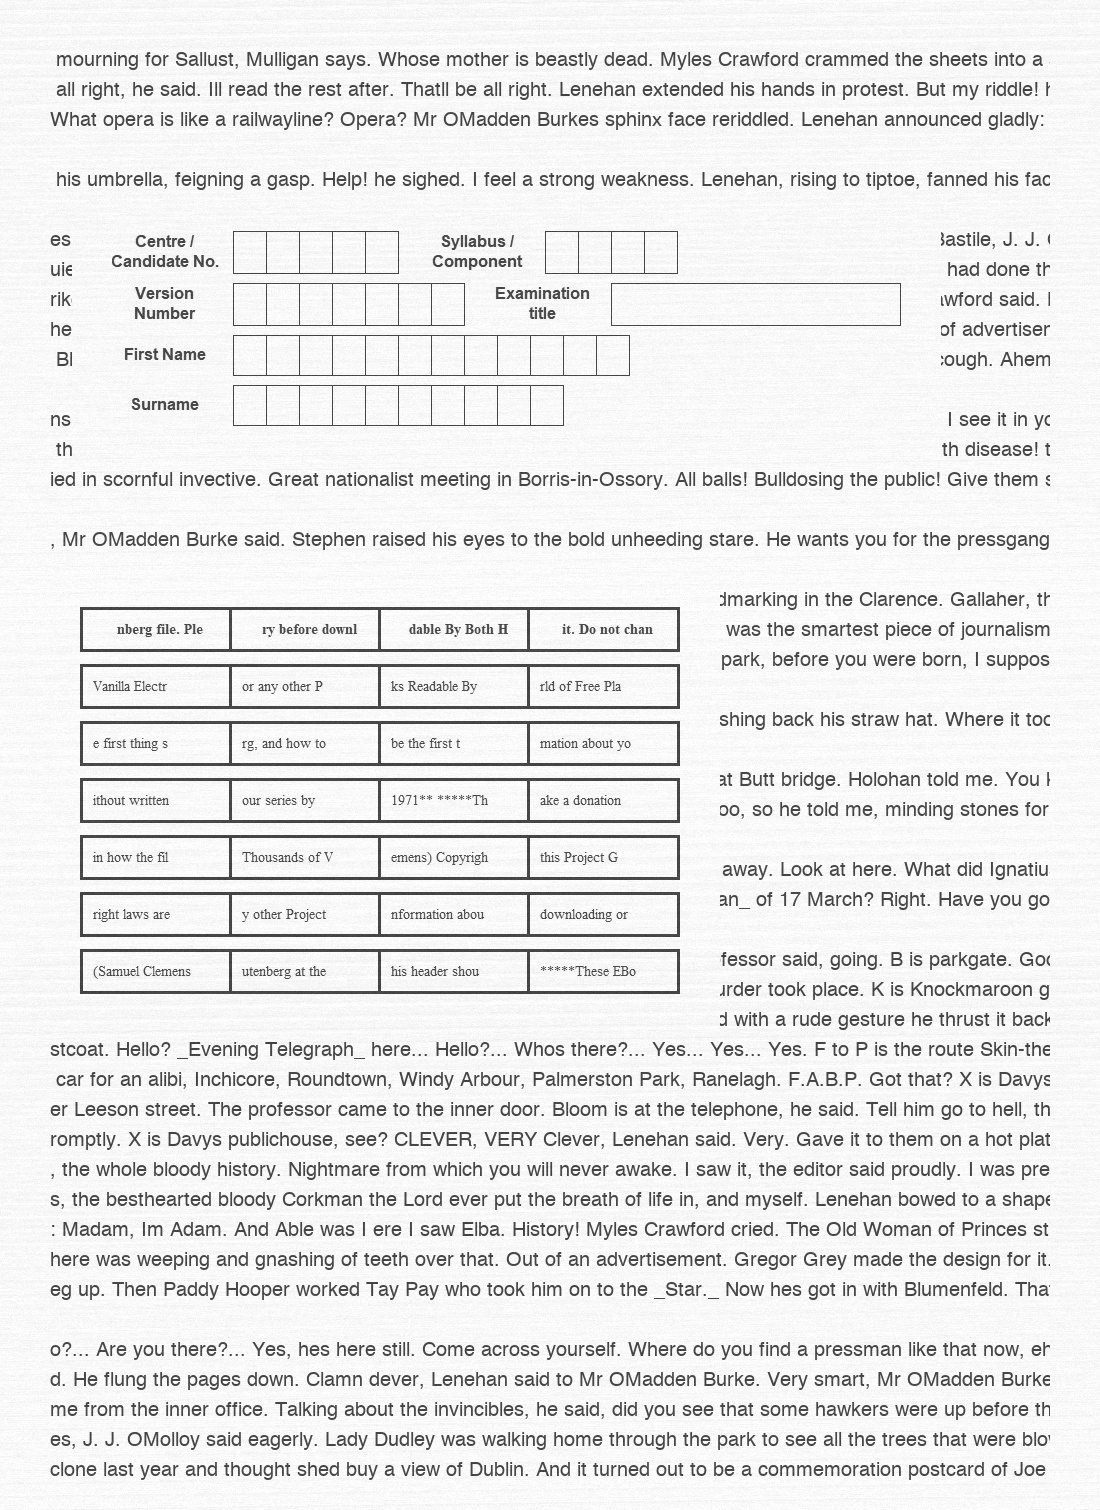 mourning for Sallust, Mulligan says. Whose mother is beastly dead. Myles Crawford crammed the sheets into a
all right, he said. Ill read the rest after. Thatll be all right. Lenehan extended his hands in protest. But my riddle!
What opera is like a railwayline? Opera? Mr OMadden Burkes sphinx face reriddled. Lenehan announced gladly:
his umbrella, feigning a gasp. Help! he sighed. I feel a strong weakness. Lenehan, rising to tiptoe, fanned his fac
es Centre / Syllabus / Bastile, J. J.
Candidate No. Component
uie had done th
Version Examination
rik wford said.
Number title
he of advertiser
First Name
Bl cough. Ahem
Surname
ns I see it in yo
th th disease! t
ied in scornful invective. Great nationalist meeting in Borris-in-Ossory. All balls! Bulldosing the public! Give them s
, Mr OMadden Burke said. Stephen raised his eyes to the bold unheeding stare. He wants you for the pressgang
dmarking in the Clarence. Gallaher, th
nberg file. Ple ry before downl dable By Both H it. Do not chan
was the smartest piece of journalism
park, before you were born, I suppos
Vanilla Electr or any other P ks Readable By rld of Free Pla
shing back his straw hat. Where it too
e first thing s rg, and how to be the first t mation about yo
at Butt bridge. Holohan told me. You
ithout written our series by 1971** *****Th ake a donation
oo, so he told me, minding stones for
in how the fil Thousands of V emens) Copyrigh this Project G
away. Look at here. What did Ignatiu
an_ of 17 March? Right. Have you go
right laws are y other Project nformation abou downloading or
fessor said, going. B is parkgate. Goo
(Samuel Clemens utenberg at the his header shou *****These EBo
urder took place. K is Knockmaroon g
d with a rude gesture he thrust it back
stcoat. Hello? _Evening Telegraph_ here... Hello?... Whos there?... Yes... Yes... Yes. F to P is the route Skin-the
car for an alibi, Inchicore, Roundtown, Windy Arbour, Palmerston Park, Ranelagh. F.A.B.P. Got that? X is Davys
er Leeson street. The professor came to the inner door. Bloom is at the telephone, he said. Tell him go to hell, th
romptly. X is Davys publichouse, see? CLEVER, VERY Clever, Lenehan said. Very. Gave it to them on a hot plat
, the whole bloody history. Nightmare from which you will never awake. I saw it, the editor said proudly. I was pre
s, the besthearted bloody Corkman the Lord ever put the breath of life in, and myself. Lenehan bowed to a shape
: Madam, Im Adam. And Able was I ere I saw Elba. History! Myles Crawford cried. The Old Woman of Princes st
here was weeping and gnashing of teeth over that. Out of an advertisement. Gregor Grey made the design for it.
eg up. Then Paddy Hooper worked Tay Pay who took him on to the _Star._ Now hes got in with Blumenfeld. Tha
o?... Are you there?... Yes, hes here still. Come across yourself. Where do you find a pressman like that now, eh
d. He flung the pages down. Clamn dever, Lenehan said to Mr OMadden Burke. Very smart, Mr OMadden Burke
me from the inner office. Talking about the invincibles, he said, did you see that some hawkers were up before th
es, J. J. OMolloy said eagerly. Lady Dudley was walking home through the park to see all the trees that were blo
clone last year and thought shed buy a view of Dublin. And it turned out to be a commemoration postcard of Joe